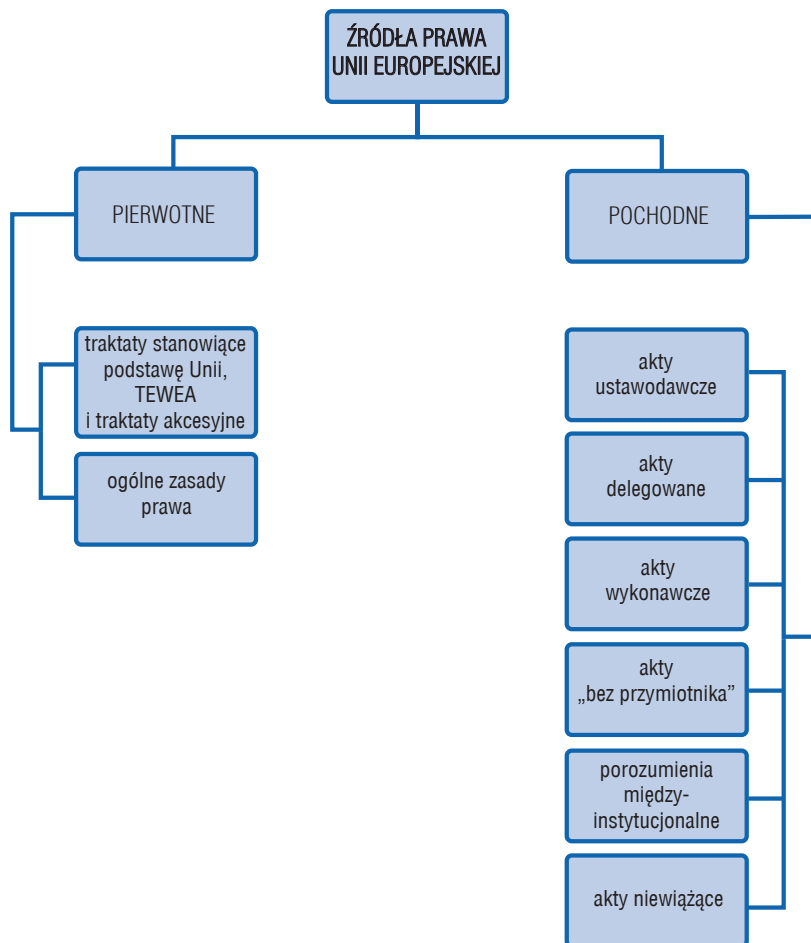 ŹRÓDŁA PRAWA
UNII EUROPEJSKIEJ
PIERWOTNE
POCHODNE
traktaty stanowiące
podstawę Unii,
TEWEA
i traktaty akcesyjne
ogólne zasady
prawa
akty
ustawodawcze
akty
delegowane
akty
wykonawcze
akty
„bez przymiotnika”
porozumienia
między-
instytucjonalne
akty niewiążące